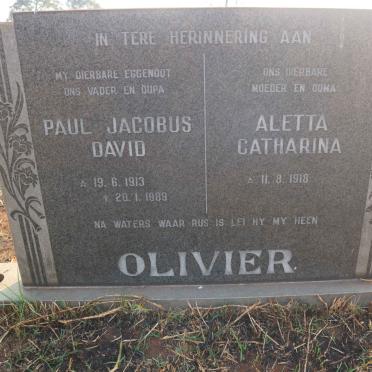 IN TERE HERINNERING AAN
MY DIERBARE EGGENOOT
ONS VADER EN OUPA
PAUL JACOBUS
DAVID
19.6.1913
20.1.1989
ONS DIERBARE
MOEDER EN OUMA
ALETTA
CATHARINA
11.8.1918
NA WATERS WAAR RUS IS LEI HY MY HEEN
OLIVIER